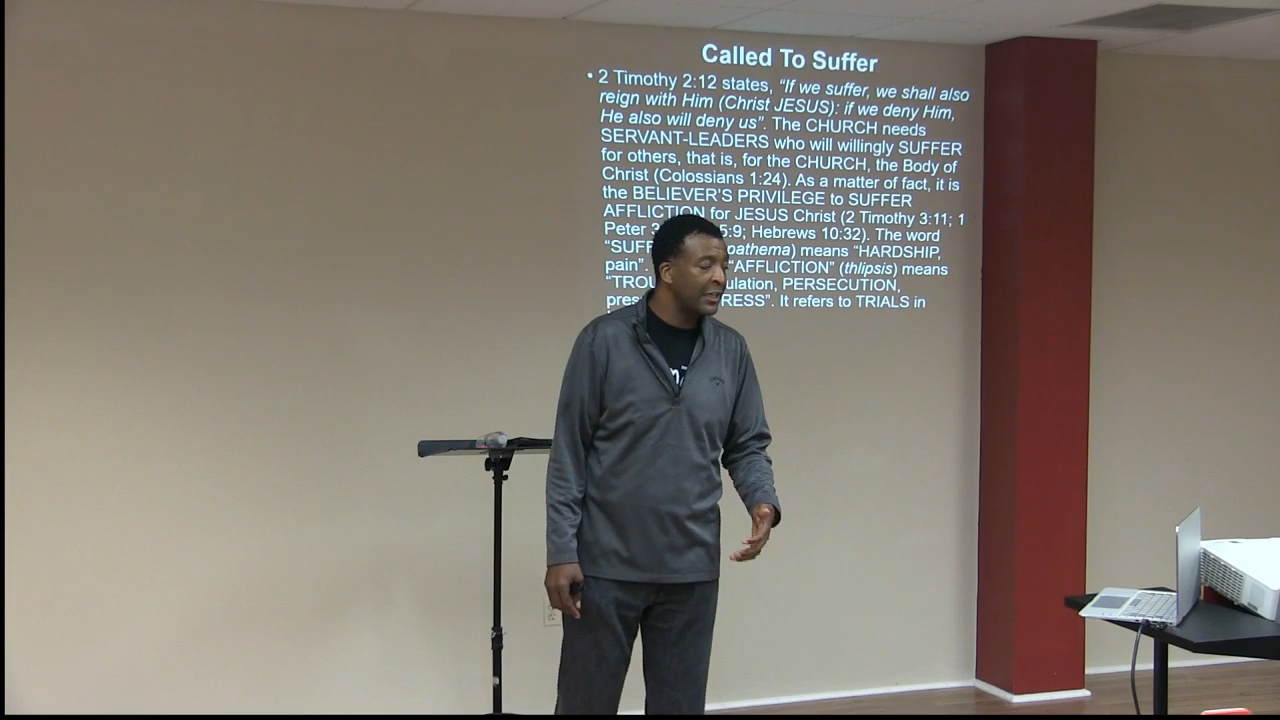 Called To Suffer
• 2 Timothy 2:12 states, “If we suffer, we shall also
reign with Him (Christ JESUS): if we deny Him,
He also will deny us”. The CHURCH needs
SERVANT-LEADERS who will willingly SUFFER
for others, that is, for the CHURCH, the Body of
Christ (Colossians 1:24). As a matter of fact, it is
the BELIEVER’S PRIVILEGE to SUFFER
AFFLICTION for JESUS Christ (2 Timothy 3:11; 1
Peter 5:9; Hebrews 10:32). The word
pathema) means “HARDSHIP,
pain”. “AFFLICTION” (thlipsis) means
PERSECUTION,
It refers to TRIALS in